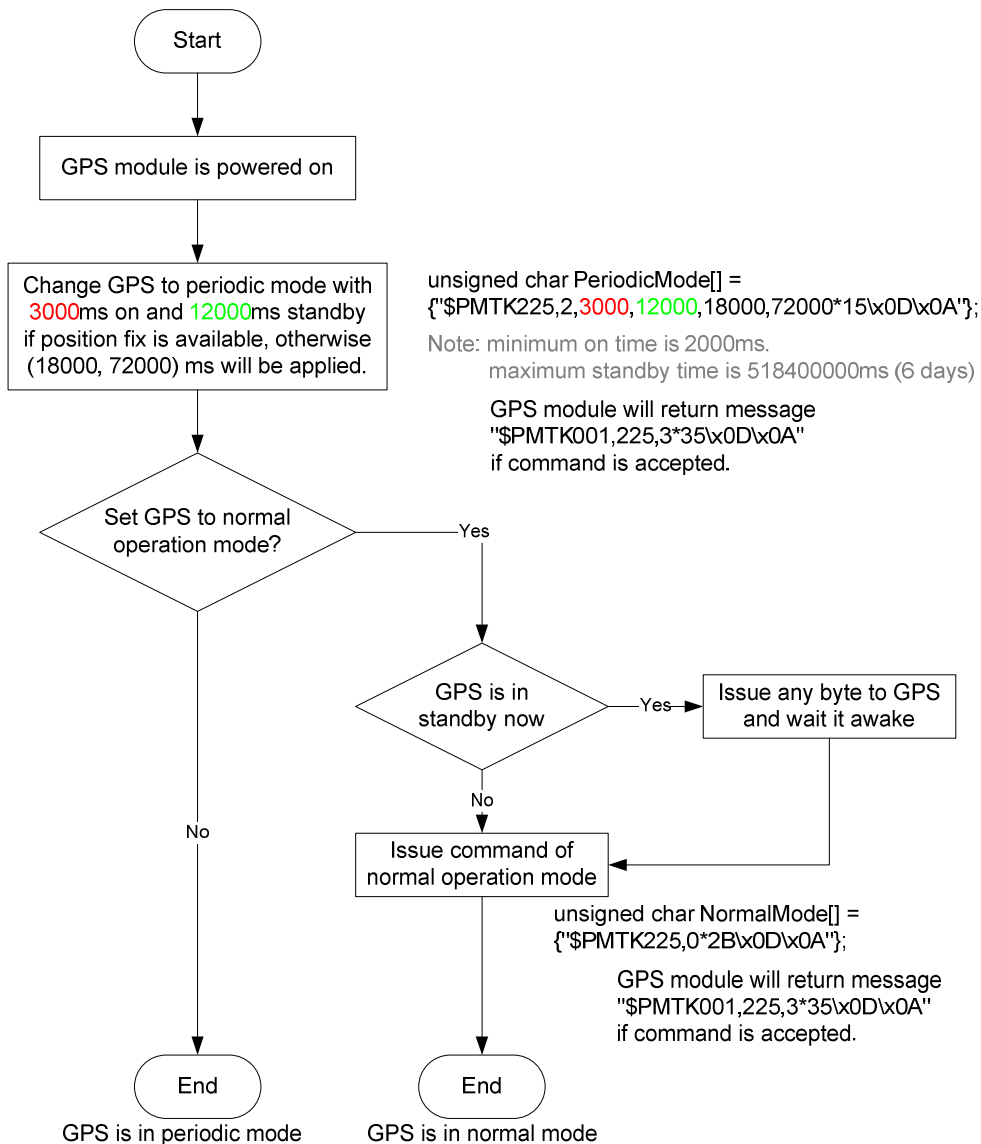 Start
GPS module is powered on
Change GPS to periodic mode with
3000ms on and 12000ms standby
if position fix is available, otherwise
(18000, 72000) ms will be applied.
unsigned char PeriodicMode[] =
{"$PMTK225,2,3000,12000,18000,72000*15\x0D\x0A"};
Note: minimum on time is 2000ms.
maximum standby time is 518400000ms (6 days)
GPS module will return message
"$PMTK001,225,3*35\x0D\x0A"
if command is accepted.
Set GPS to normal
operation mode?
Yes
GPS is in
standby now
Yes
Issue any byte to GPS
and wait it awake
No
No
Issue command of
normal operation mode
unsigned char NormalMode[] =
{"$PMTK225,0*2B\x0D\x0A"};
GPS module will return message
"$PMTK001,225,3*35\x0D\x0A"
if command is accepted.
End
GPS is in periodic mode
End
GPS is in normal mode